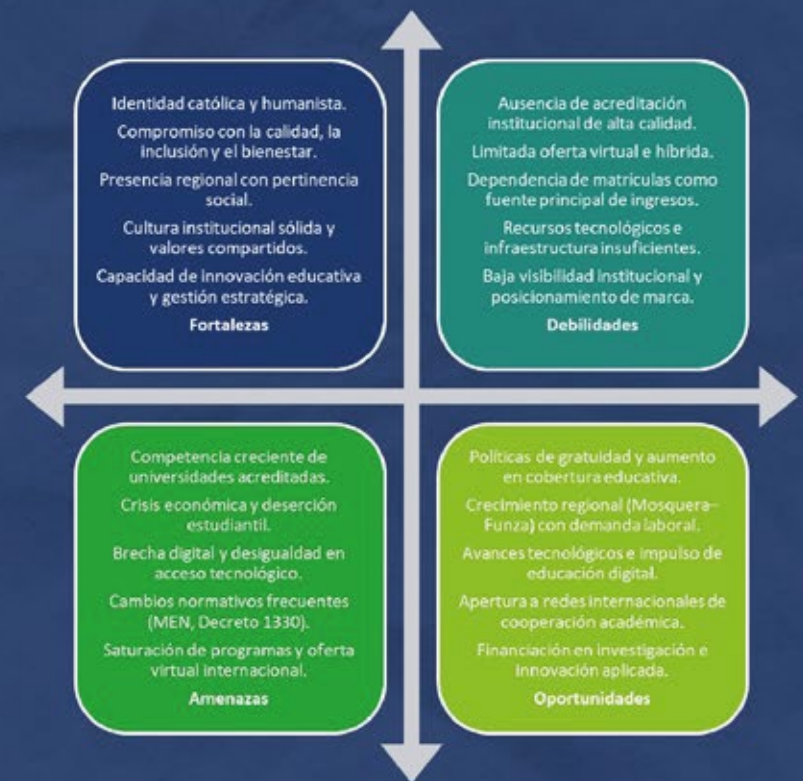 Identidad católica y humanista.
Compromiso con la calidad, la
inclusión y el bienestar.
Presencia regional con pertinencia
social.
Cultura institucional sólida y
valores compartidos.
Capacidad de innovación educativa
y gestión estratégica.
Fortalezas
Ausencia de acreditación
institucional de alta calidad.
Limitada oferta virtual e híbrida.
Dependencia de matrículas como
fuente principal de ingresos.
Recursos tecnológicos e
infraestructura insuficientes.
Baja visibilidad institucional y
posicionamiento de marca.
Debilidades
Competencia creciente de
universidades acreditadas.
Crisis económica y deserción
estudiantil.
Brecha digital y desigualdad en
acceso tecnológico.
Cambios normativos frecuentes
(MEN, Decreto 1330).
Saturación de programas y oferta
virtual internacional.
Amenazas
Políticas de gratuidad y aumento
en cobertura educativa.
Crecimiento regional (Mosquera–
Funza) con demanda laboral.
Avances tecnológicos e impulso de
educación digital.
Apertura a redes internacionales de
cooperación académica.
Financiación en investigación e
innovación aplicada.
Oportunidades